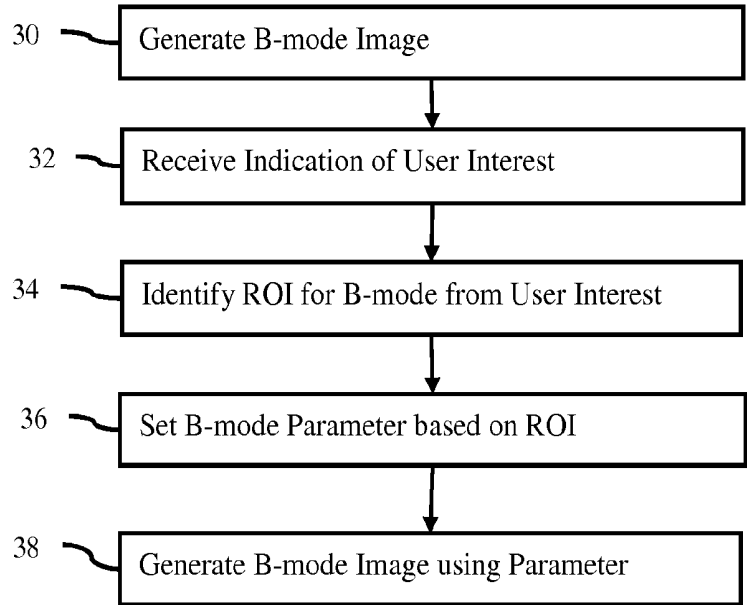 30 Generate B-mode Image
32 Receive Indication of User Interest
34 Identify ROI for B-mode from User Interest
36 Set B-mode Parameter based on ROI
38 Generate B-mode Image using Parameter